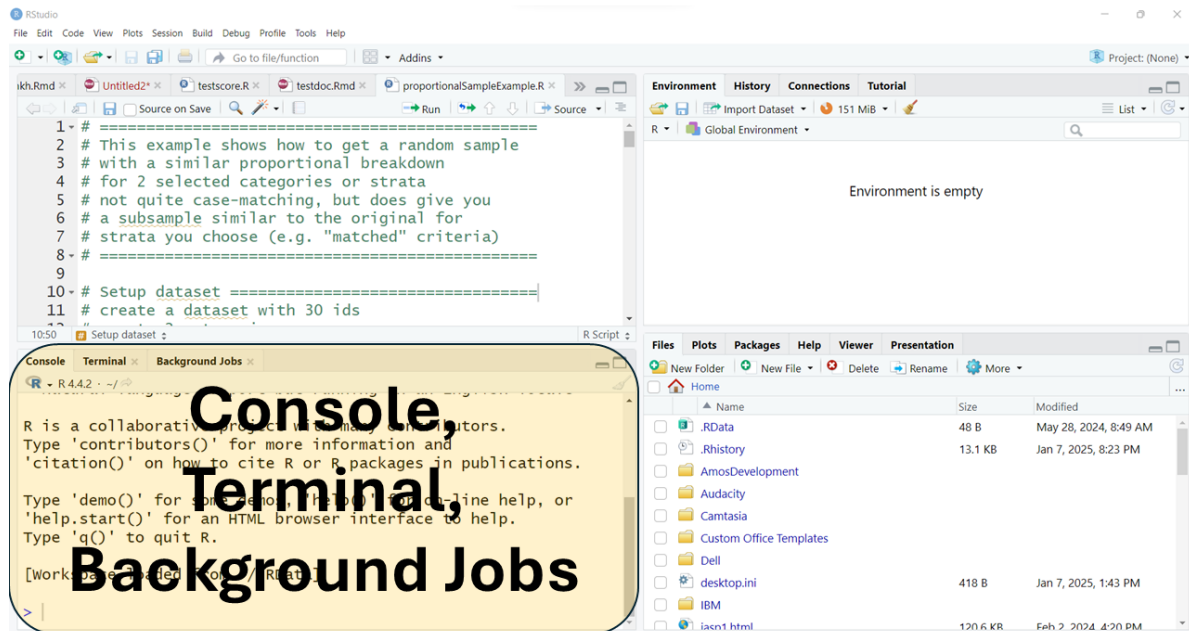 RStudio
File Edit Code View Plots Session Build Debug Profile Tools Help
Go to file/function Addins Project: (None)
kh.Rmd Untitled2* testscore.R testdoc.Rmd proportionalSampleExample.R
Source on Save Run Source
1 # ===============================================
2 # This example shows how to get a random sample
3 # with a similar proportional breakdown
4 # for 2 selected categories or strata
5 # not quite case-matching, but does give you
6 # a subsample similar to the original for
7 # strata you choose (e.g. "matched" criteria)
8 # ===============================================
9
10 # Setup dataset =================================
11 # create a dataset with 30 ids
10:50 # Setup dataset R Script
Console Terminal Background Jobs
R 4.4.2 · ~/
R is a collaborative project with many contributors.
Type 'contributors()' for more information and
'citation()' on how to cite R or R packages in publications.
Type 'demo()' for some demos, 'help()' for on-line help, or
'help.start()' for an HTML browser interface to help.
Type 'q()' to quit R.
[Workspace loaded from ~/.RData]
>
Console,
Terminal,
Background Jobs
Environment History Connections Tutorial
Import Dataset 151 MiB List
R Global Environment
Environment is empty
Files Plots Packages Help Viewer Presentation
New Folder New File Delete Rename More
Home ...
Name Size Modified
.RData 48 B May 28, 2024, 8:49 AM
.Rhistory 13.1 KB Jan 7, 2025, 8:23 PM
AmosDevelopment
Audacity
Camtasia
Custom Office Templates
Dell
desktop.ini 418 B Jan 7, 2025, 1:43 PM
IBM
jasp1.html 120.6 KB Feb 2, 2024, 4:20 PM